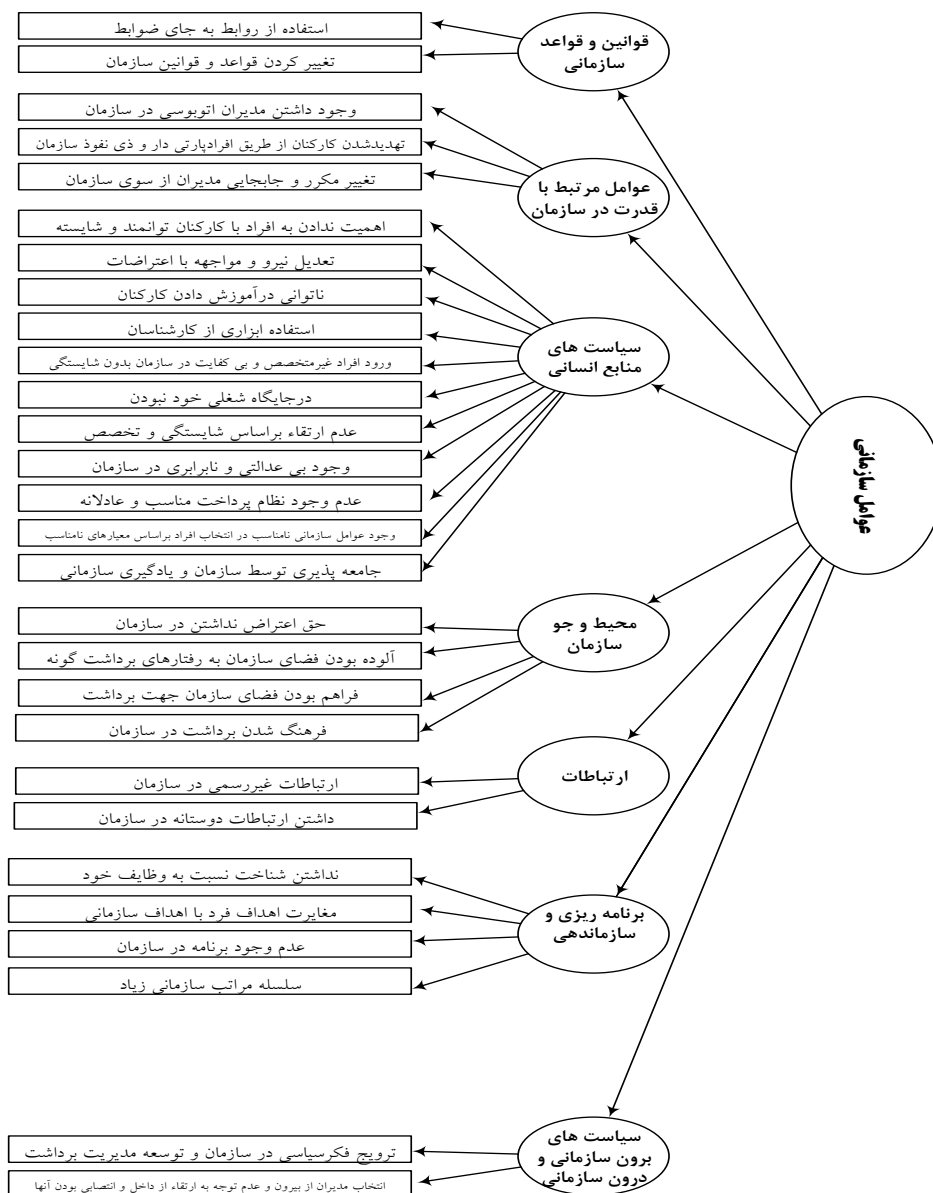 عوامل سازمانی
قوانین و قواعد
سازمانی
استفاده از روابط به جای ضوابط
تغییر کردن قواعد و قوانین سازمان
عوامل مرتبط با
قدرت در سازمان
وجود داشتن مدیران اتوبوسی در سازمان
تهدیدشدن کارکنان از طریق افرادپارتی دار و ذی نفوذ سازمان
تغییر مکرر و جابجایی مدیران از سوی سازمان
سیاست های
منابع انسانی
اهمیت ندادن به افراد با کارکنان توانمند و شایسته
تعدیل نیرو و مواجهه با اعتراضات
ناتوانی درآموزش دادن کارکنان
استفاده ابزاری از کارشناسان
ورود افراد غیرمتخصص و بی کفایت در سازمان بدون شایستگی
درجایگاه شغلی خود نبودن
عدم ارتقاء براساس شایستگی و تخصص
وجود بی عدالتی و نابرابری در سازمان
عدم وجود نظام پرداخت مناسب و عادلانه
وجود عوامل سازمانی نامناسب در انتخاب افراد براساس معیارهای نامناسب
جامعه پذیری توسط سازمان و یادگیری سازمانی
محیط و جو
سازمان
حق اعتراض نداشتن در سازمان
آلوده بودن فضای سازمان به رفتارهای برداشت گونه
فراهم بودن فضای سازمان جهت برداشت
فرهنگ شدن برداشت در سازمان
ارتباطات
ارتباطات غیررسمی در سازمان
داشتن ارتباطات دوستانه در سازمان
برنامه ریزی و
سازماندهی
نداشتن شناخت نسبت به وظایف خود
مغایرت اهداف فرد با اهداف سازمانی
عدم وجود برنامه در سازمان
سلسله مراتب سازمانی زیاد
سیاست های
برون سازمانی و
درون سازمانی
ترویج فکرسیاسی در سازمان و توسعه مدیریت برداشت
انتخاب مدیران از بیرون و عدم توجه به ارتقاء از داخل و انتصابی بودن آنها